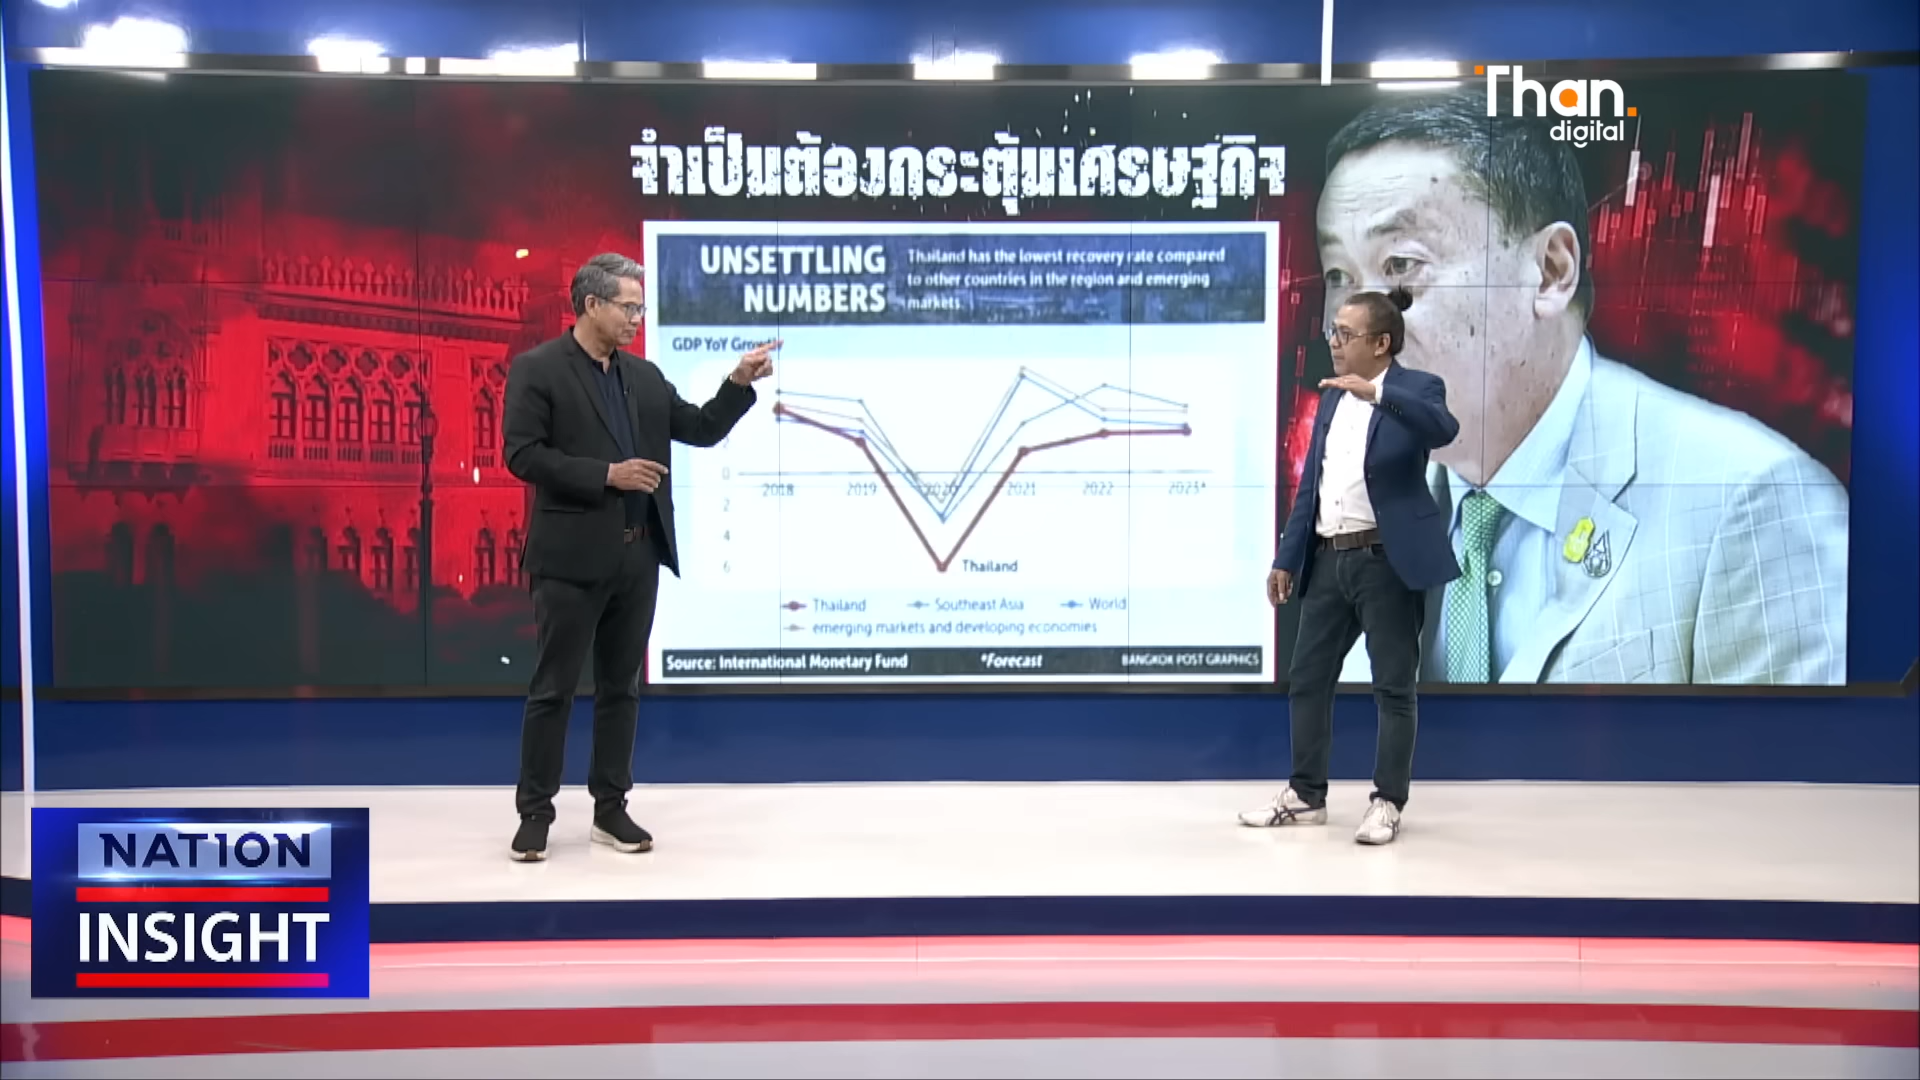 Than.
digital
จำเป็นต้องกระตุ้นเศรษฐกิจ
UNSETTLING
NUMBERS
Thailand has the lowest recovery rate compared
to other countries in the region and emerging
markets.
GDP YoY Growth
0
2018 2019 2020 2021 2022 2023*
2
4
6
Thailand
Thailand Southeast Asia World
emerging markets and developing economies
Source: International Monetary Fund *Forecast BANGKOK POST GRAPHICS
NATION
INSIGHT